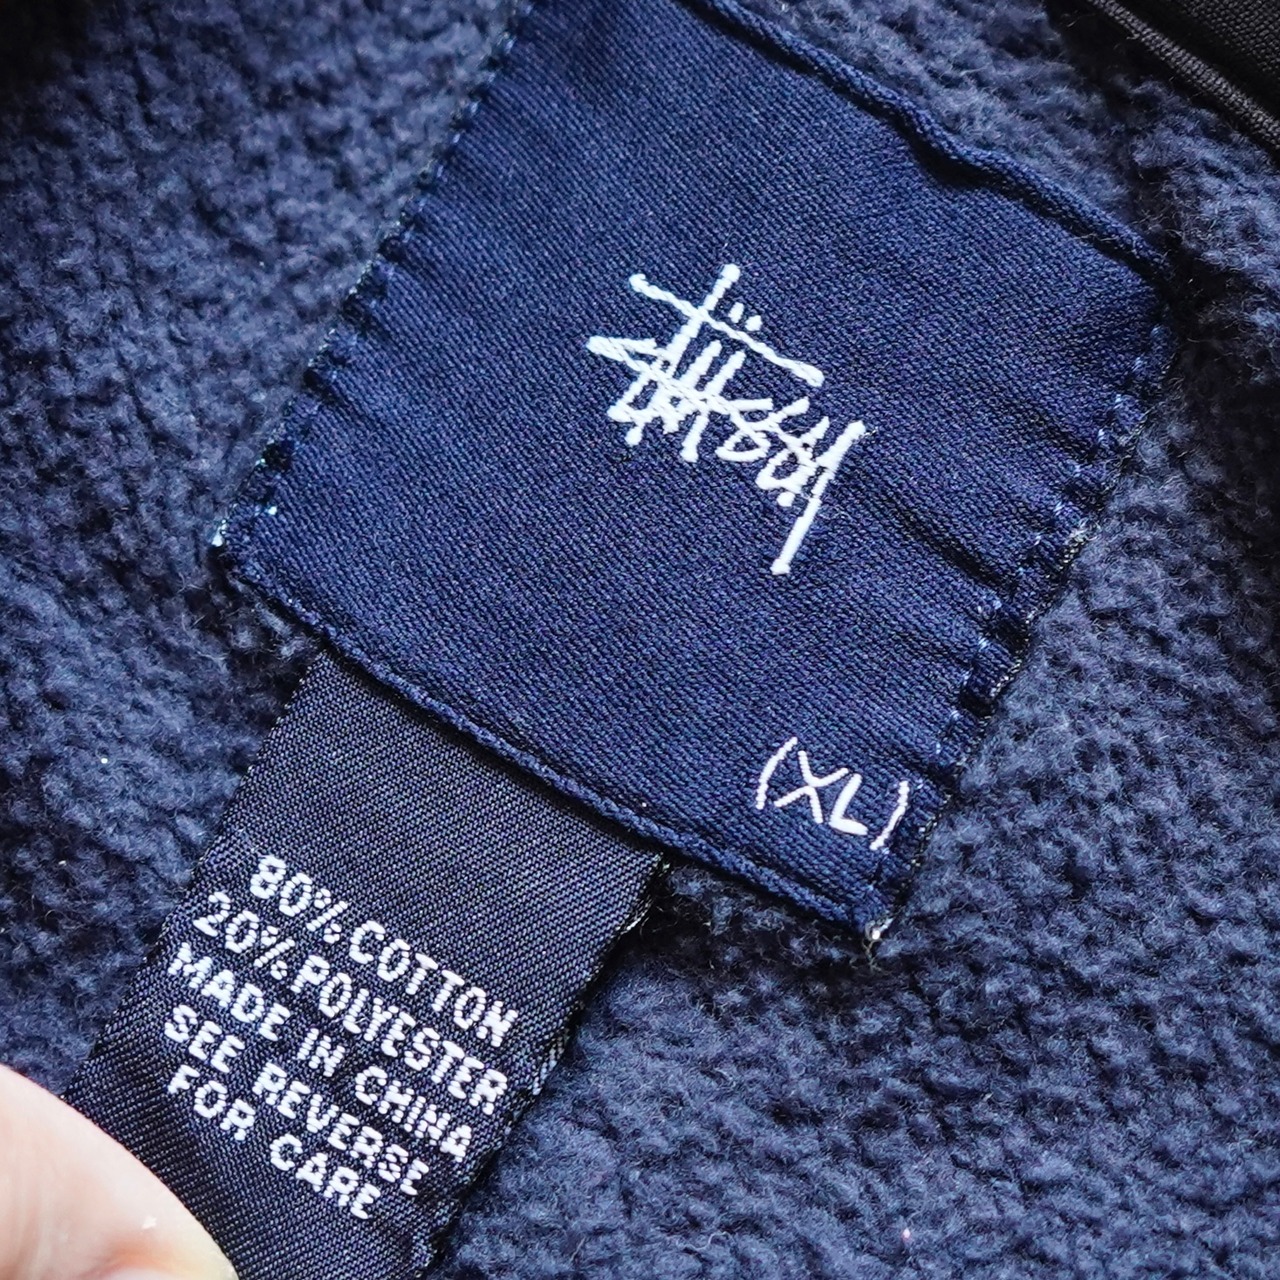 Stüssy
(XL)
80% COTTON
20% POLYESTER
MADE IN CHINA
SEE REVERSE
FOR CARE